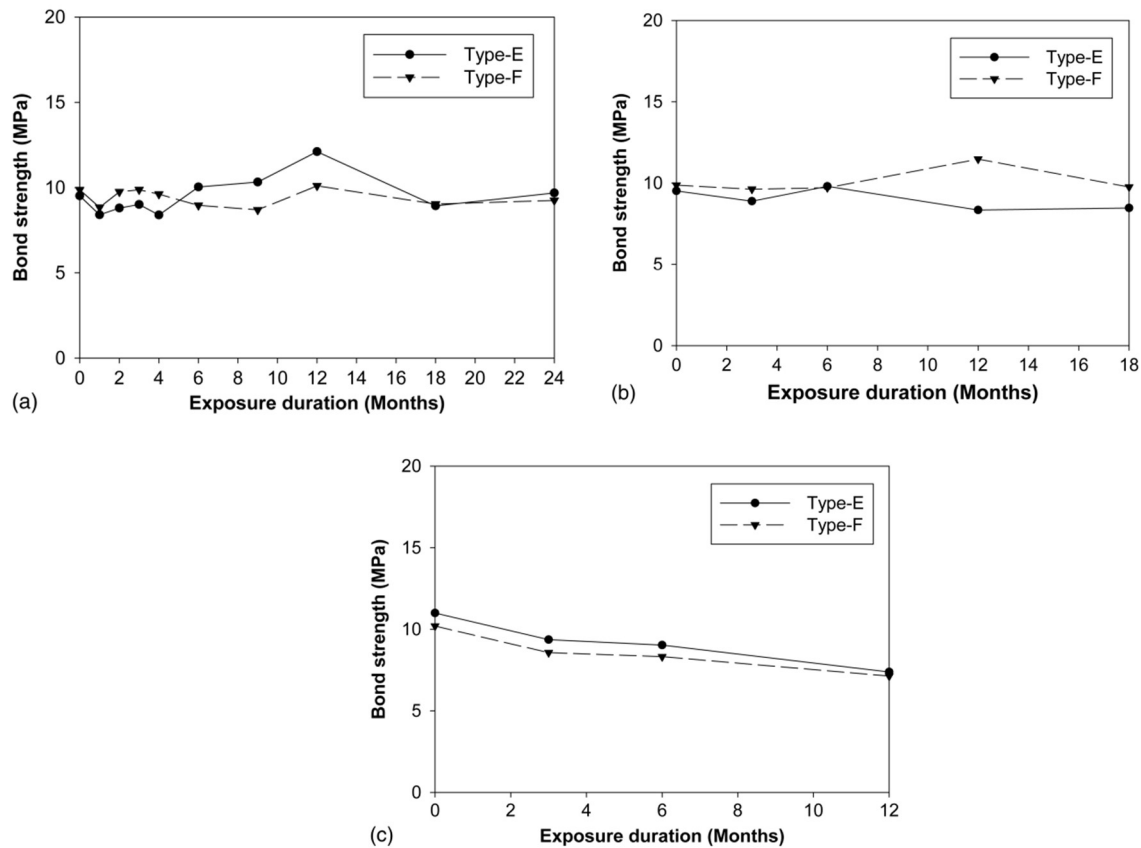 20
15
10
5
0
Bond strength (MPa)
Type-E
Type-F
0 2 4 6 8 10 12 14 16 18 20 22 24
Exposure duration (Months)
(a)
20
15
10
5
0
Bond strength (MPa)
Type-E
Type-F
0 2 4 6 8 10 12 14 16 18
Exposure duration (Months)
(b)
20
15
10
5
0
Bond strength (MPa)
Type-E
Type-F
0 2 4 6 8 10 12
Exposure duration (Months)
(c)